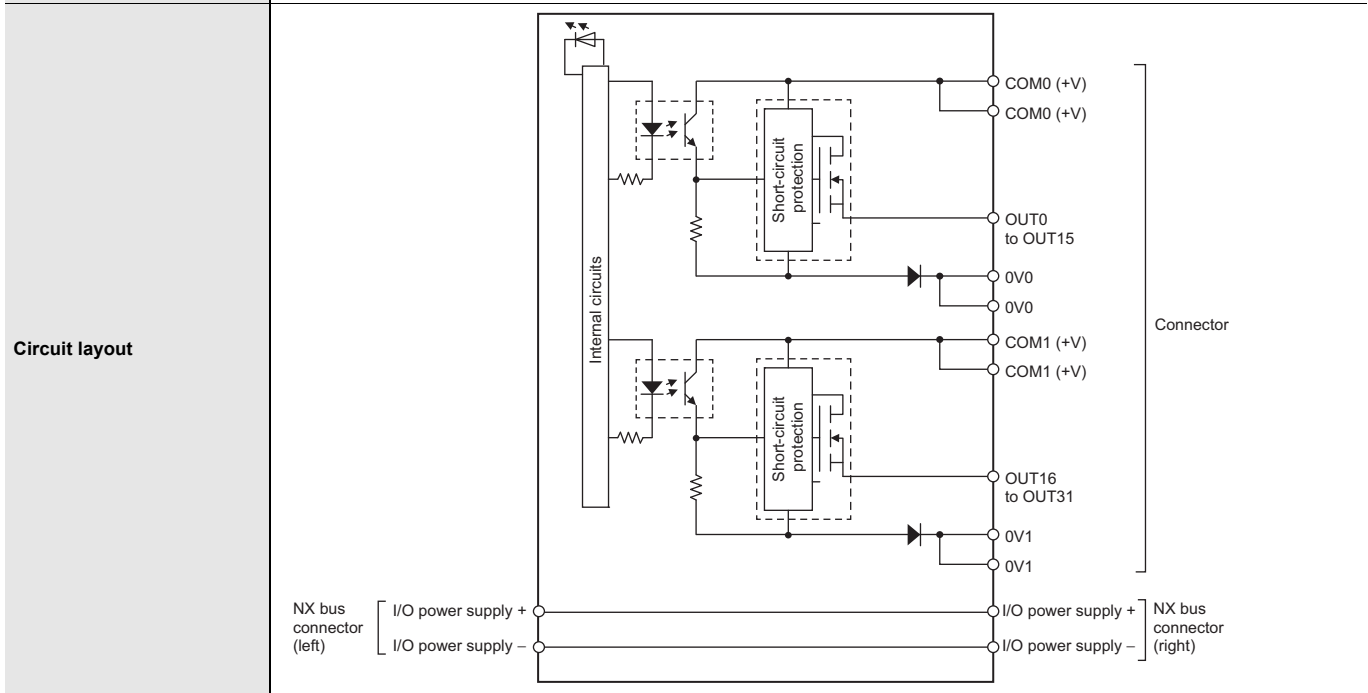 Circuit layout
Internal circuits
Short-circuit
protection
COM0 (+V)
COM0 (+V)
OUT0
to OUT15
0V0
0V0
Short-circuit
protection
COM1 (+V)
COM1 (+V)
OUT16
to OUT31
0V1
0V1
Connector
NX bus
connector
(left)
I/O power supply +
I/O power supply –
I/O power supply +
I/O power supply –
NX bus
connector
(right)